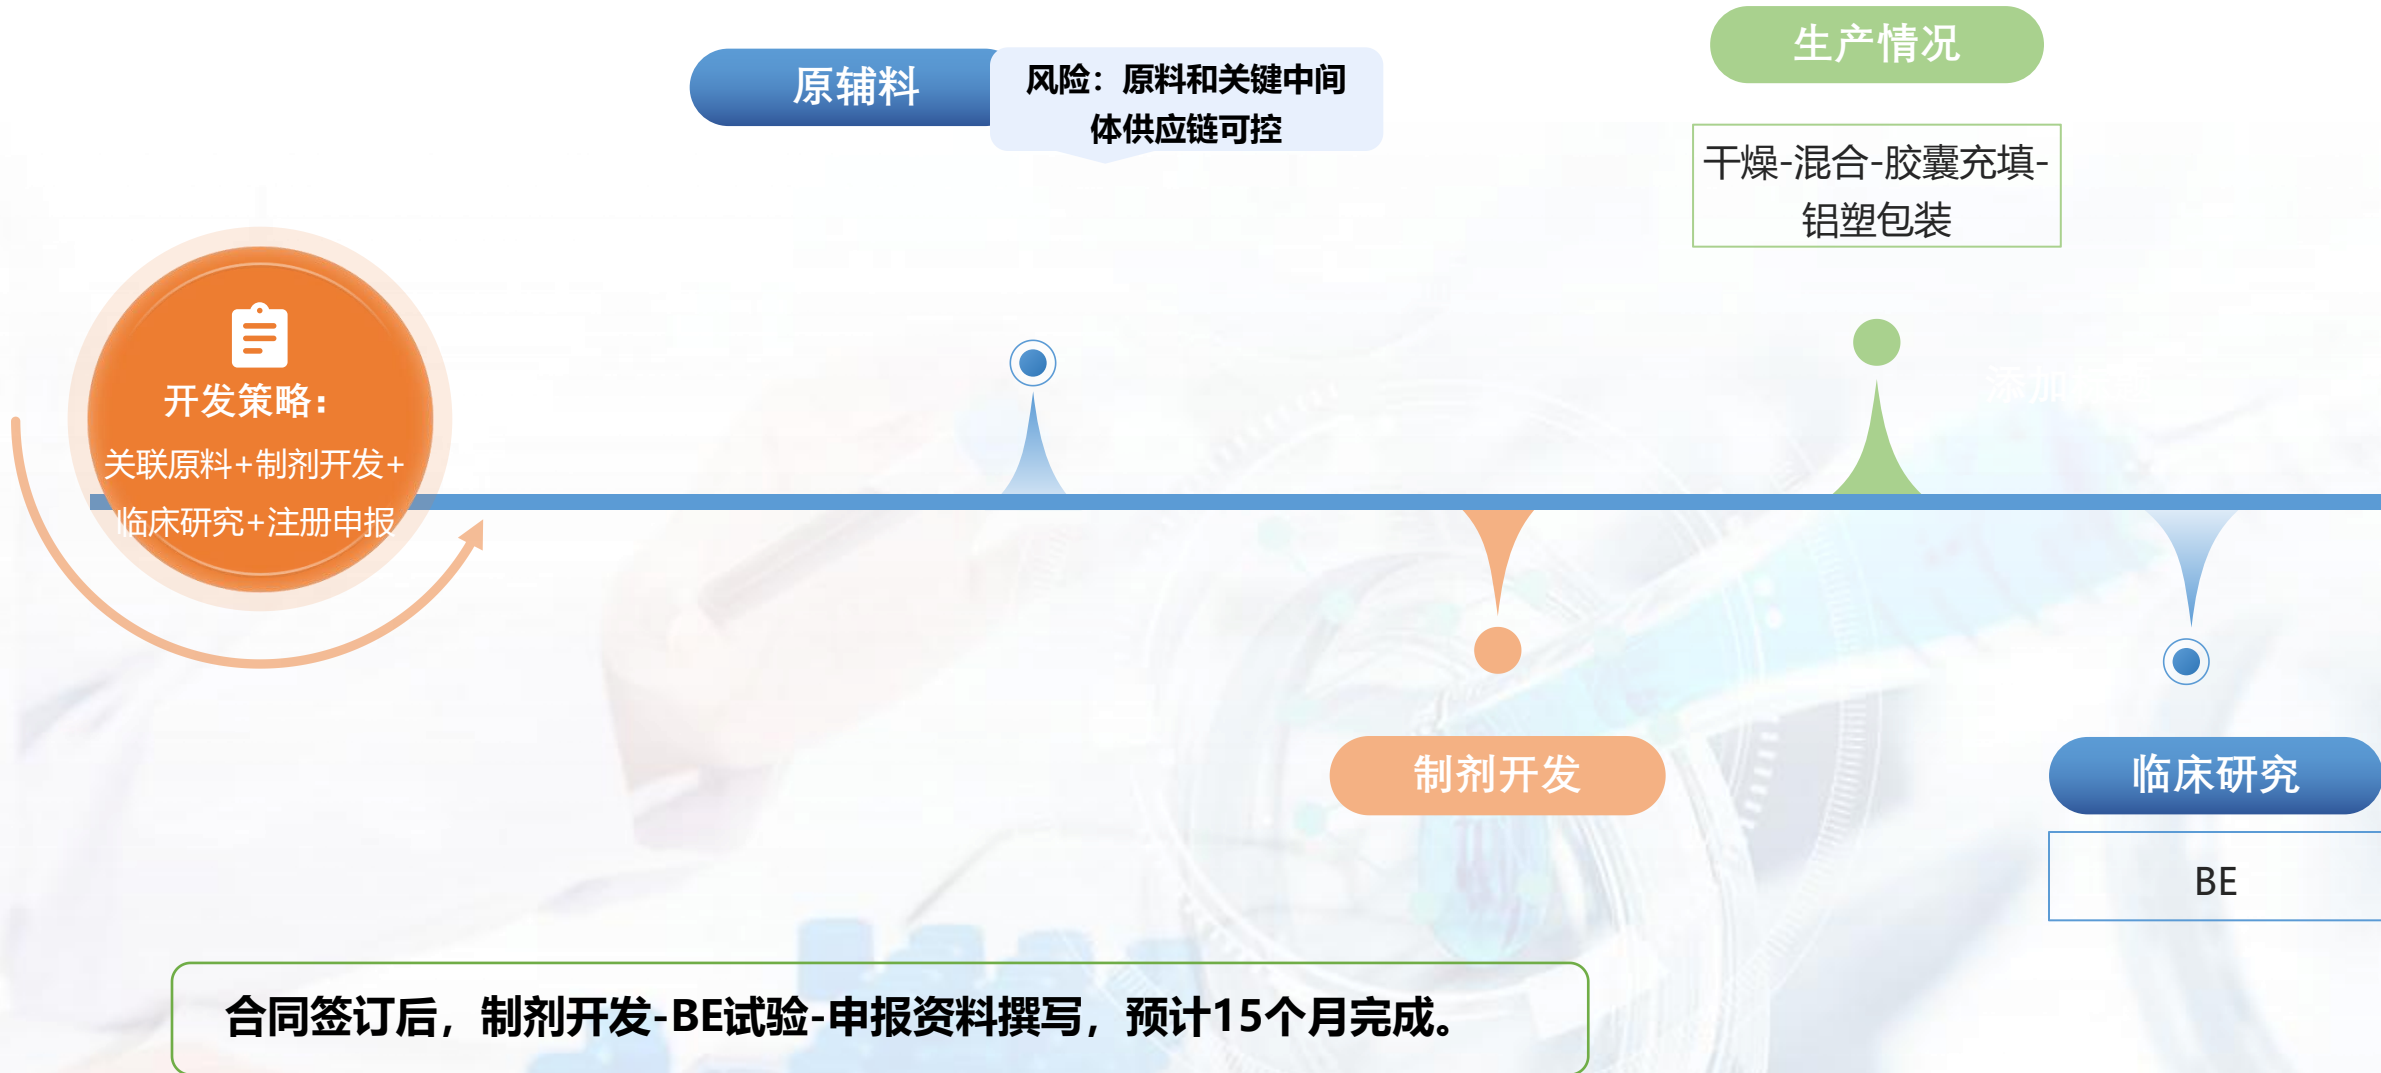 原辅料
风险：原料和关键中间
体供应链可控
生产情况
干燥-混合-胶囊充填-
铝塑包装
开发策略：
关联原料+制剂开发+
临床研究+注册申报
添加
制剂开发
临床研究
BE
合同签订后，制剂开发-BE试验-申报资料撰写，预计15个月完成。